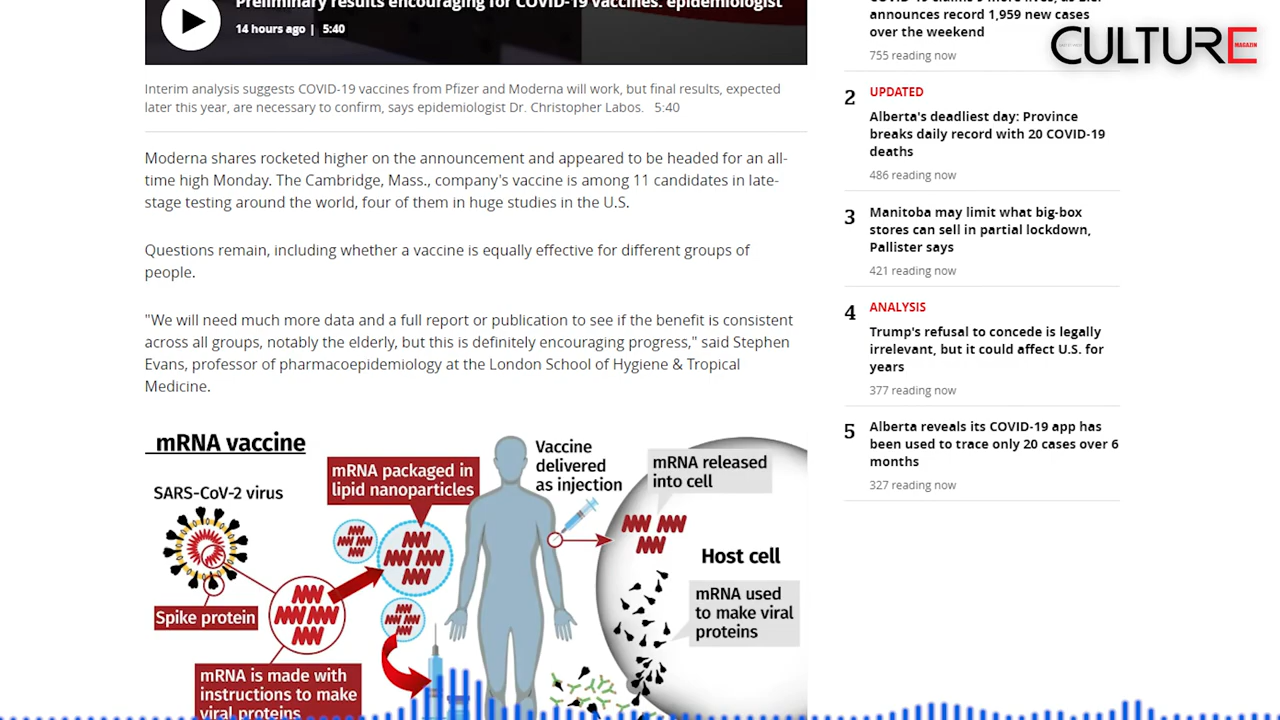 Preliminary results encouraging for COVID-19 vaccines: epidemiologist
14 hours ago | 5:40
Interim analysis suggests COVID-19 vaccines from Pfizer and Moderna will work, but final results, expected
later this year, are necessary to confirm, says epidemiologist Dr. Christopher Labos. 5:40
Moderna shares rocketed higher on the announcement and appeared to be headed for an all-
time high Monday. The Cambridge, Mass., company's vaccine is among 11 candidates in late-
stage testing around the world, four of them in huge studies in the U.S.
Questions remain, including whether a vaccine is equally effective for different groups of
people.
"We will need much more data and a full report or publication to see if the benefit is consistent
across all groups, notably the elderly, but this is definitely encouraging progress," said Stephen
Evans, professor of pharmacoepidemiology at the London School of Hygiene & Tropical
Medicine.
mRNA vaccine
SARS-CoV-2 virus
Spike protein
mRNA is made with
instructions to make
viral proteins
mRNA packaged in
lipid nanoparticles
Vaccine
delivered
as injection
mRNA released
into cell
Host cell
mRNA used
to make viral
proteins
announces record 1,959 new cases
over the weekend
755 reading now
2
UPDATED
Alberta's deadliest day: Province
breaks daily record with 20 COVID-19
deaths
486 reading now
3
Manitoba may limit what big-box
stores can sell in partial lockdown,
Pallister says
421 reading now
4
ANALYSIS
Trump's refusal to concede is legally
irrelevant, but it could affect U.S. for
years
377 reading now
5
Alberta reveals its COVID-19 app has
been used to trace only 20 cases over 6
months
327 reading now
CULTURE
MAGAZIN